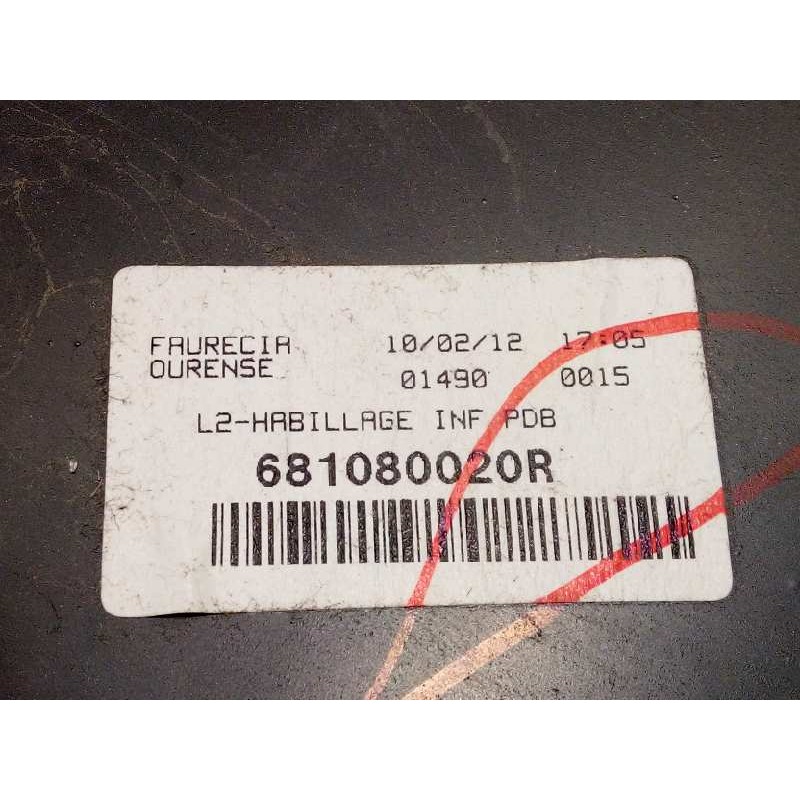 FAURECIA 10/02/12 17:05
OURENSE 01490 0015
L2-HABILLAGE INF PDB
681080020R